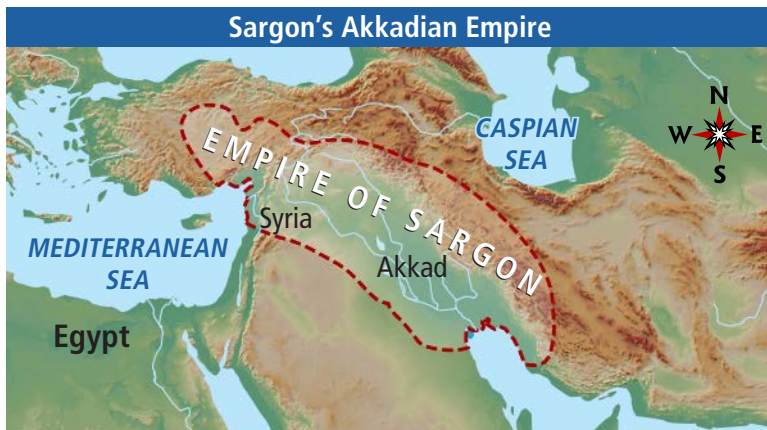 Sargon's Akkadian Empire
N
W E
S
CASPIAN
SEA
EMPIRE OF SARGON
Syria
Akkad
MEDITERRANEAN
SEA
Egypt